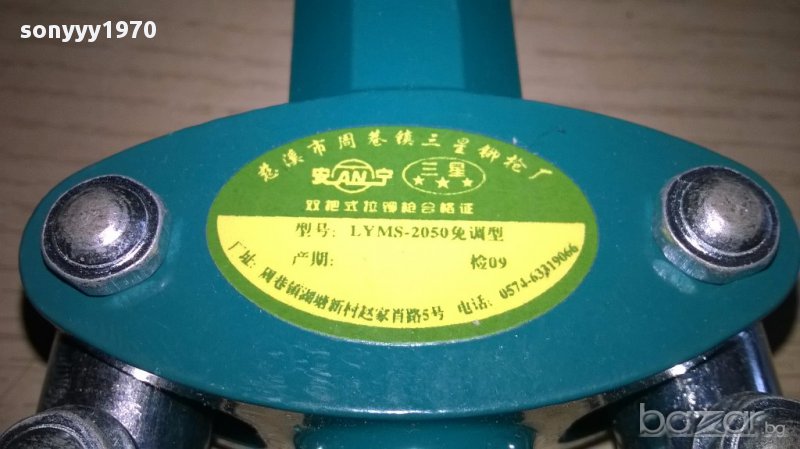 sonyyy1970
慈溪市周巷镇三星铆枪厂
安AN宁 三星
双把式拉铆枪合格证
型号: LYMS-2050免调型
产期: 检09
厂址: 周巷镇湖塘新村赵家肖路5号 电话: 0574-63319066
bazar.bg